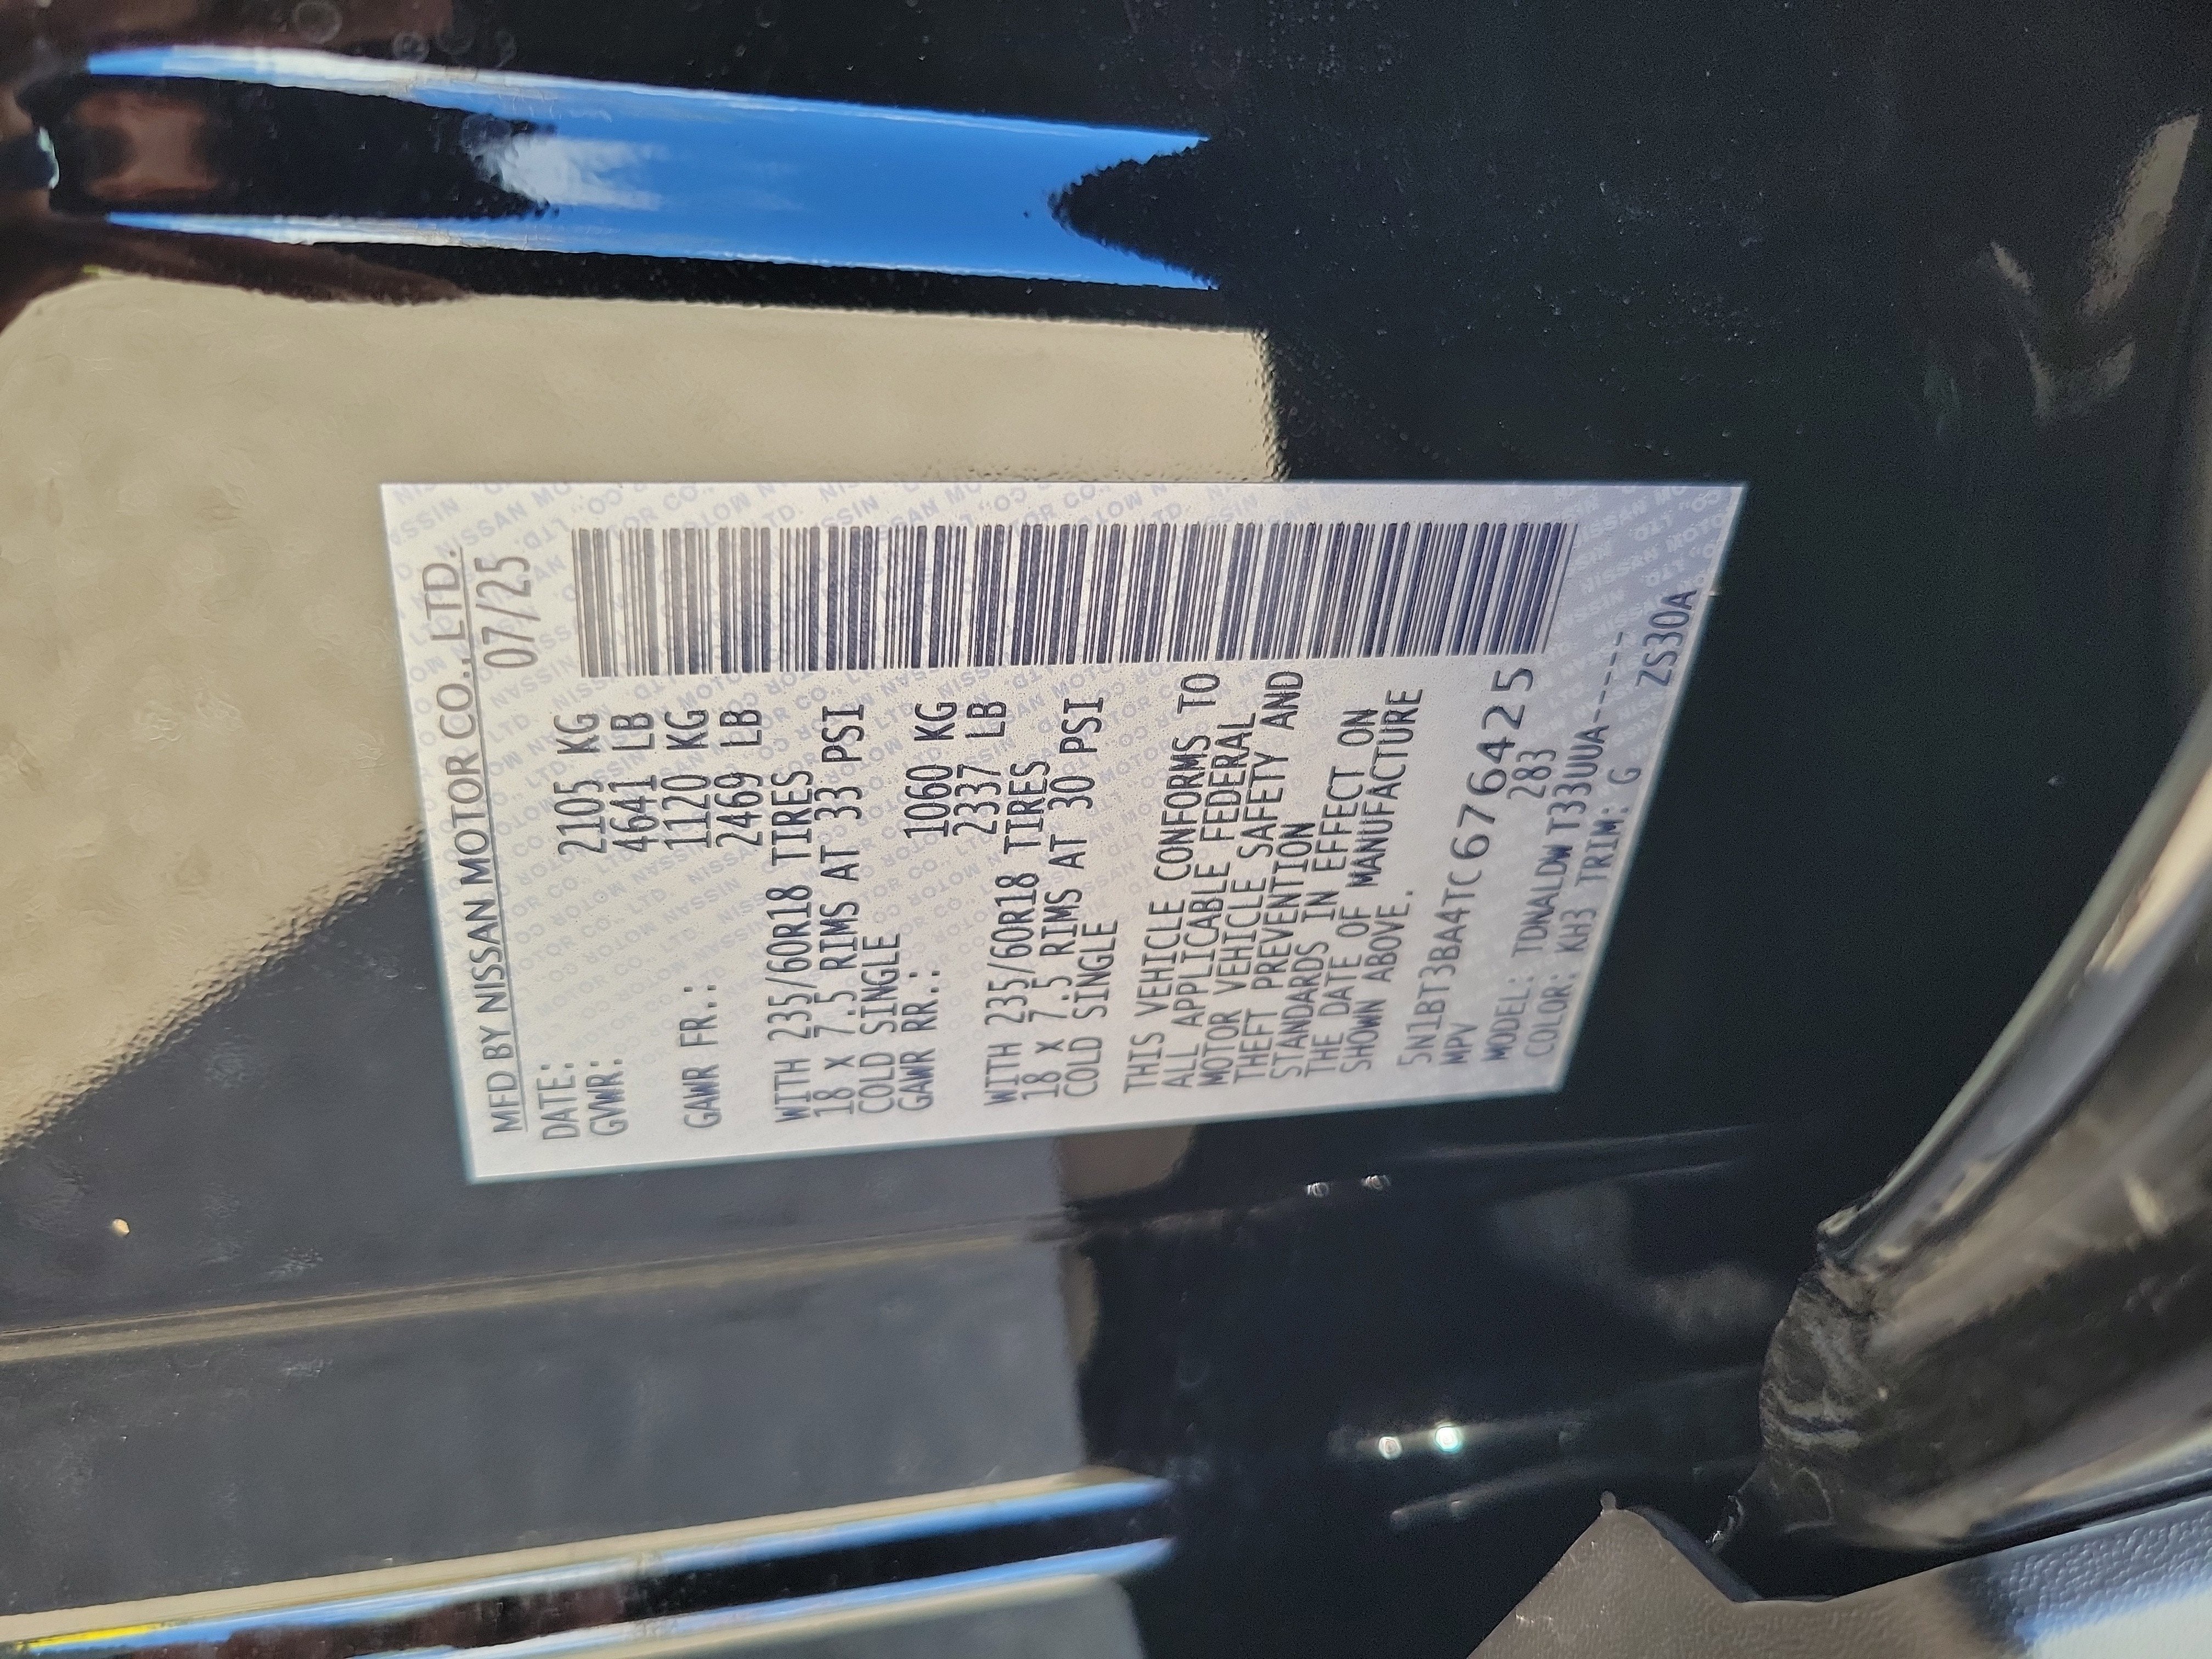 MFD BY NISSAN MOTOR CO., LTD.
DATE: 07/25
GVWR: 2105 KG
4641 LB
GAWR FR.: 1120 KG
2469 LB
WITH 235/60R18 TIRES
18 X 7.5 RIMS AT 33 PSI
COLD SINGLE
GAWR RR.: 1060 KG
2337 LB
WITH 235/60R18 TIRES
18 X 7.5 RIMS AT 30 PSI
COLD SINGLE
THIS VEHICLE CONFORMS TO
ALL APPLICABLE FEDERAL
MOTOR VEHICLE SAFETY AND
THEFT PREVENTION
STANDARDS IN EFFECT ON
THE DATE OF MANUFACTURE
SHOWN ABOVE.
5N1BT3BA4TC676425
MPV 283
MODEL: TDNALDW T33UUA-----
COLOR: KH3 TRIM: G ZS30A